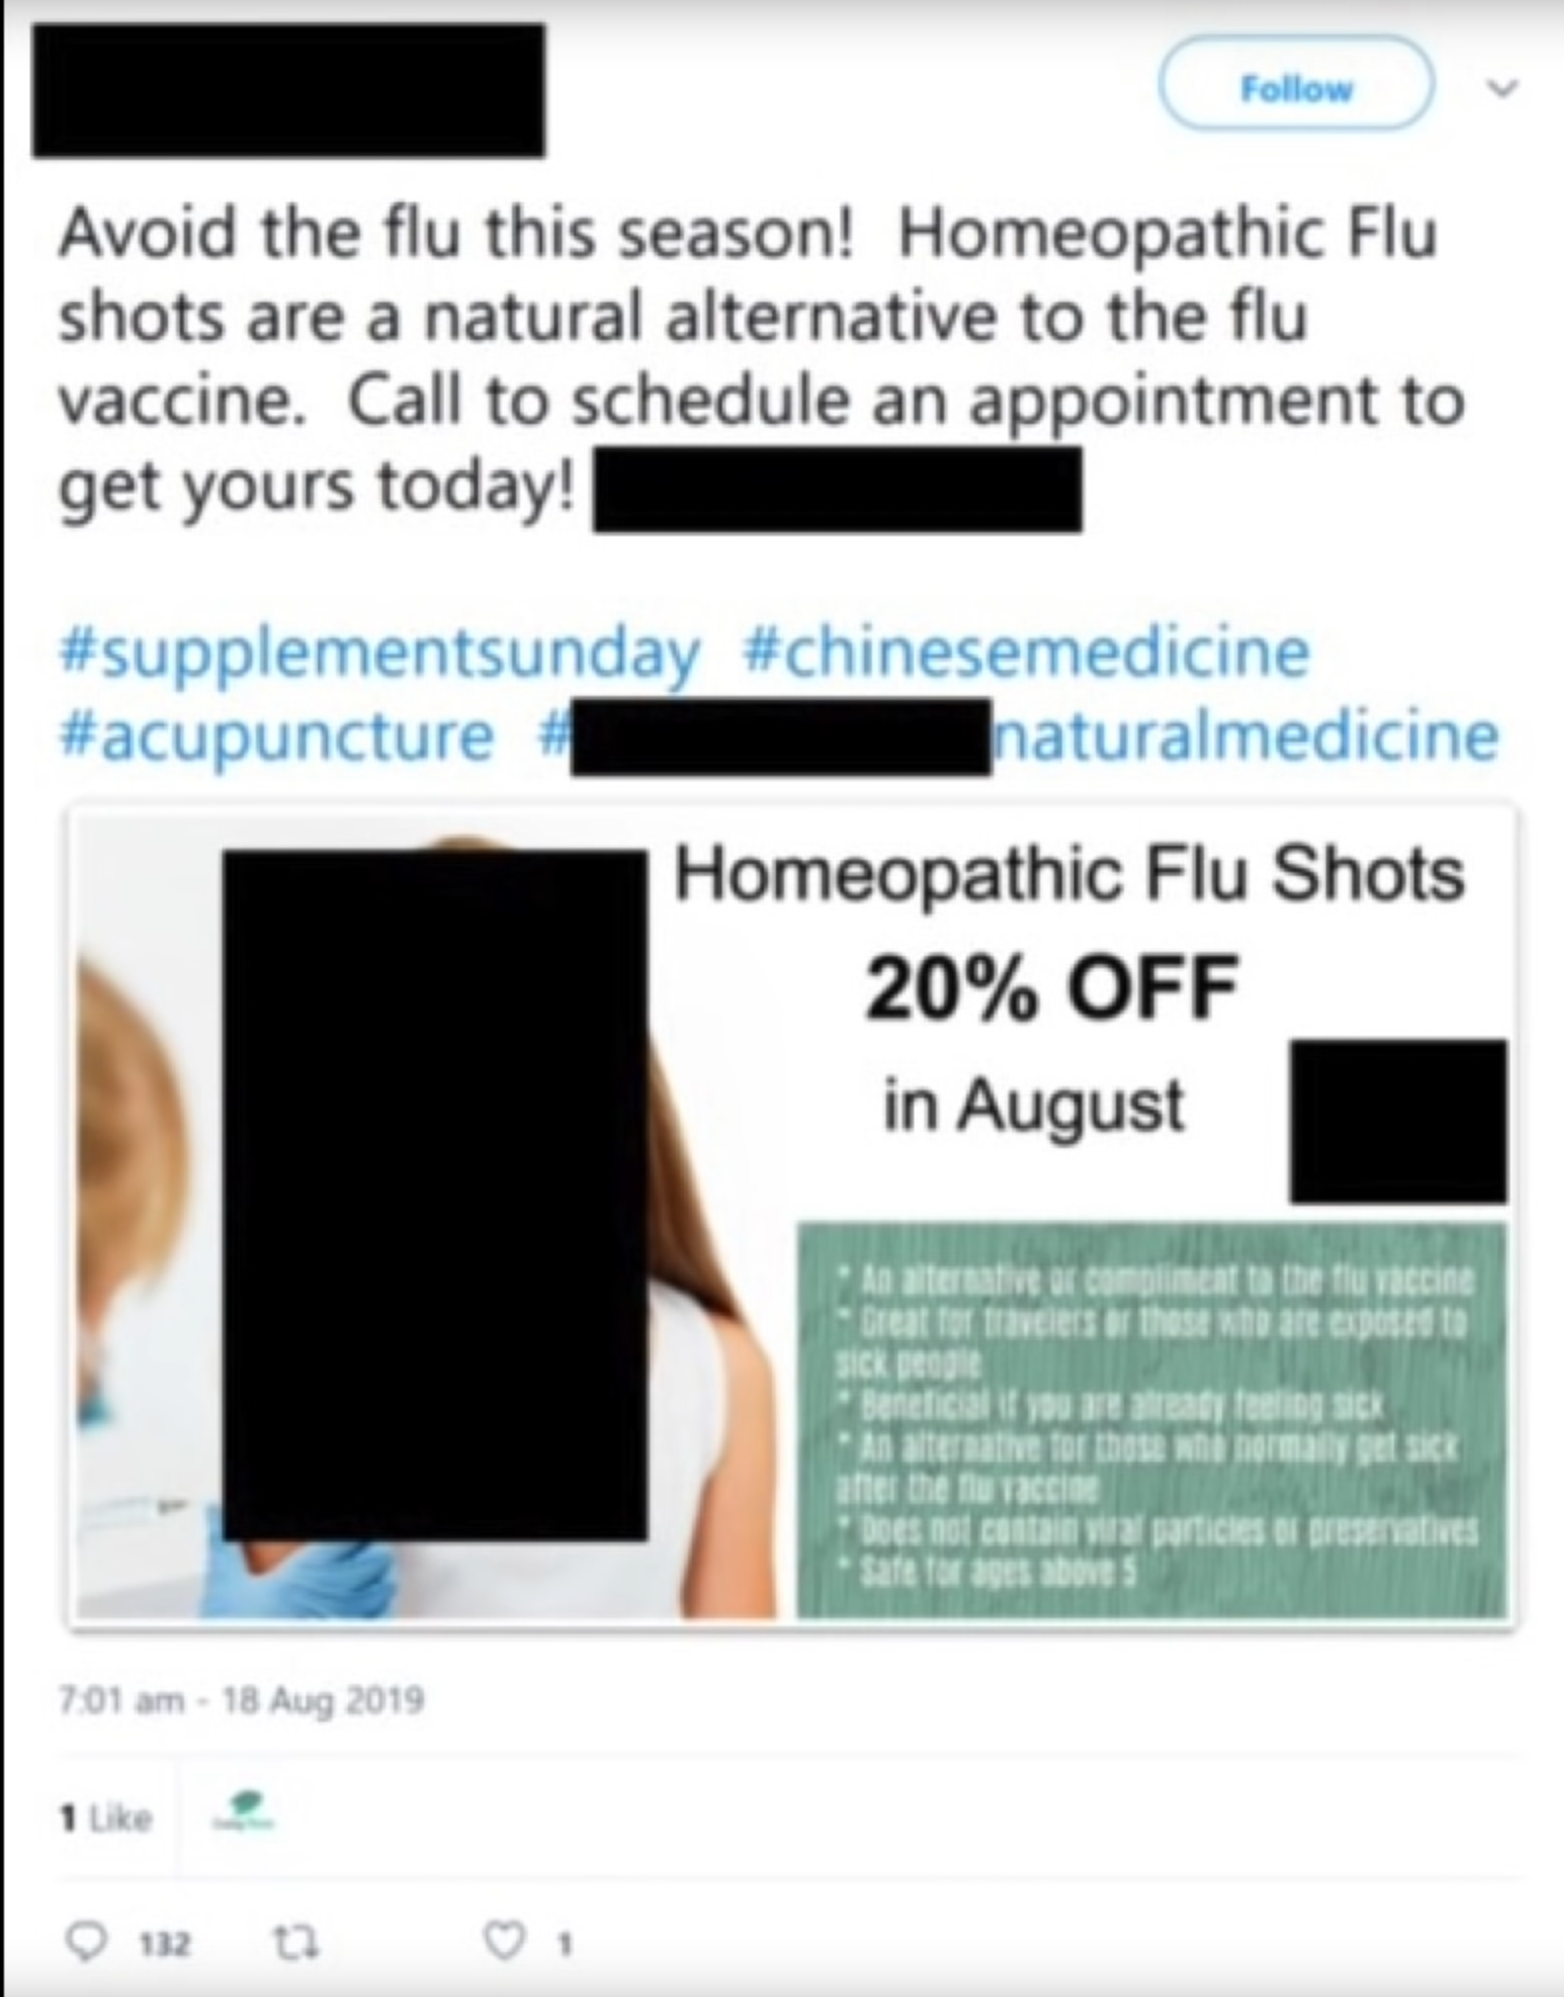 Follow
Avoid the flu this season! Homeopathic Flu
shots are a natural alternative to the flu
vaccine. Call to schedule an appointment to
get yours today!
#supplementsunday #chinesemedicine
#acupuncture # naturalmedicine
Homeopathic Flu Shots
20% OFF
in August
* An alternative or compliment to the flu vaccine
* Great for travelers or those who are exposed to
sick people
* Beneficial if you are already feeling sick
* An alternative for those who normally get sick
after the flu vaccine
* Does not contain viral particles or preservatives
* Safe for ages above 5
7:01 am - 18 Aug 2019
1 Like
132
1